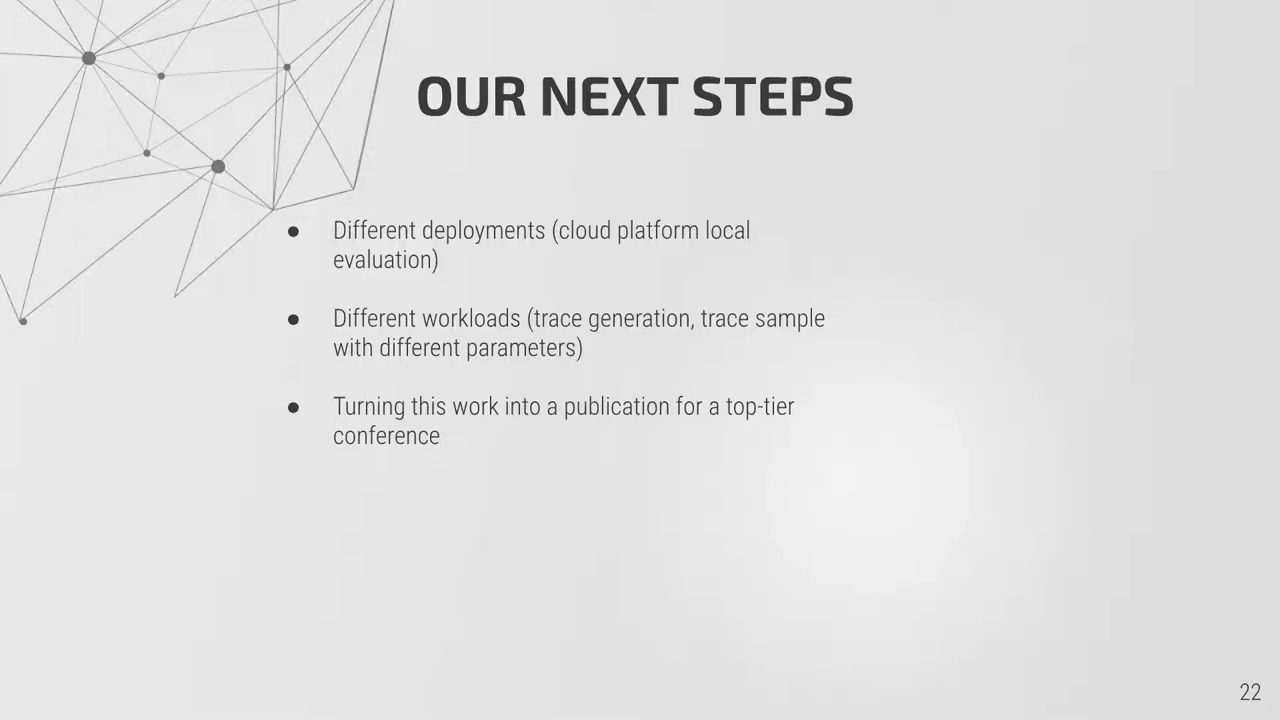 OUR NEXT STEPS
● Different deployments (cloud platform local
evaluation)
● Different workloads (trace generation, trace sample
with different parameters)
● Turning this work into a publication for a top-tier
conference
22